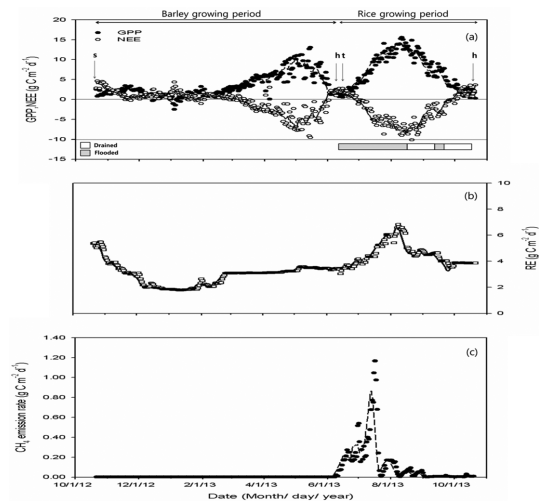 Barley growing period Rice growing period
20
15
10
5
0
-5
-10
-15
GPP,NEE (g C m⁻² d⁻¹)
GPP
NEE
(a)
s
h t
h
Drained
Flooded
(b)
10
8
6
4
2
0
RE (g C m⁻² d⁻¹)
1.40
1.20
1.00
0.80
0.60
0.40
0.20
0.00
CH₄ emission rate (g C m⁻² d⁻¹)
(c)
10/1/12 12/1/12 2/1/13 4/1/13 6/1/13 8/1/13 10/1/13
Date (Month/ day/ year)